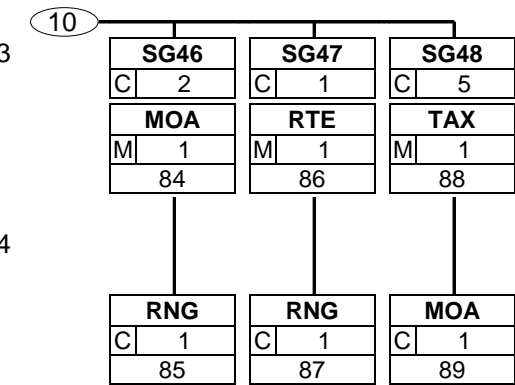 10
3
SG46 SG47 SG48
C 2 C 1 C 5
MOA RTE TAX
M 1 M 1 M 1
84 86 88
4
RNG RNG MOA
C 1 C 1 C 1
85 87 89